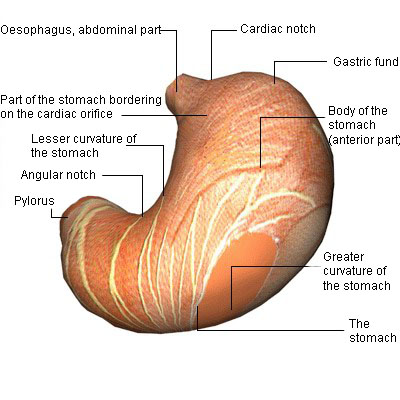 Oesophagus, abdominal part
Cardiac notch
Gastric fund
Part of the stomach bordering
on the cardiac orifice
Body of the
stomach
(anterior part)
Lesser curvature of
the stomach
Angular notch
Pylorus
Greater
curvature of
the stomach
The
stomach